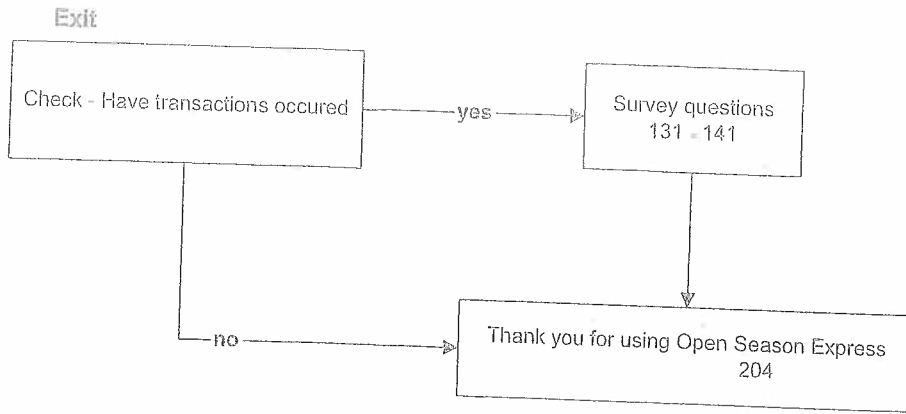 Exit
Check - Have transactions occured
yes
Survey questions
131 - 141
no
Thank you for using Open Season Express
204